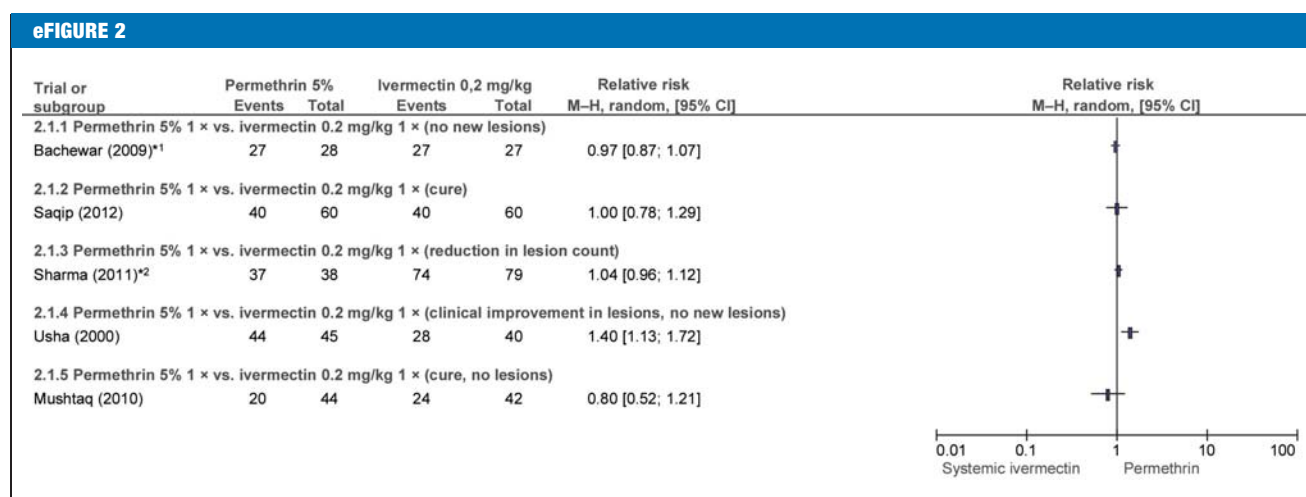 eFIGURE 2
Trial or subgroup Permethrin 5% Ivermectin 0,2 mg/kg Relative risk Relative risk
Events Total Events Total M–H, random, [95% CI] M–H, random, [95% CI]
2.1.1 Permethrin 5% 1 × vs. ivermectin 0.2 mg/kg 1 × (no new lesions)
Bachewar (2009)*1 27 28 27 27 0.97 [0.87; 1.07]
2.1.2 Permethrin 5% 1 × vs. ivermectin 0.2 mg/kg 1 × (cure)
Saqip (2012) 40 60 40 60 1.00 [0.78; 1.29]
2.1.3 Permethrin 5% 1 × vs. ivermectin 0.2 mg/kg 1 × (reduction in lesion count)
Sharma (2011)*2 37 38 74 79 1.04 [0.96; 1.12]
2.1.4 Permethrin 5% 1 × vs. ivermectin 0.2 mg/kg 1 × (clinical improvement in lesions, no new lesions)
Usha (2000) 44 45 28 40 1.40 [1.13; 1.72]
2.1.5 Permethrin 5% 1 × vs. ivermectin 0.2 mg/kg 1 × (cure, no lesions)
Mushtaq (2010) 20 44 24 42 0.80 [0.52; 1.21]
0.01 0.1 1 10 100
Systemic ivermectin Permethrin